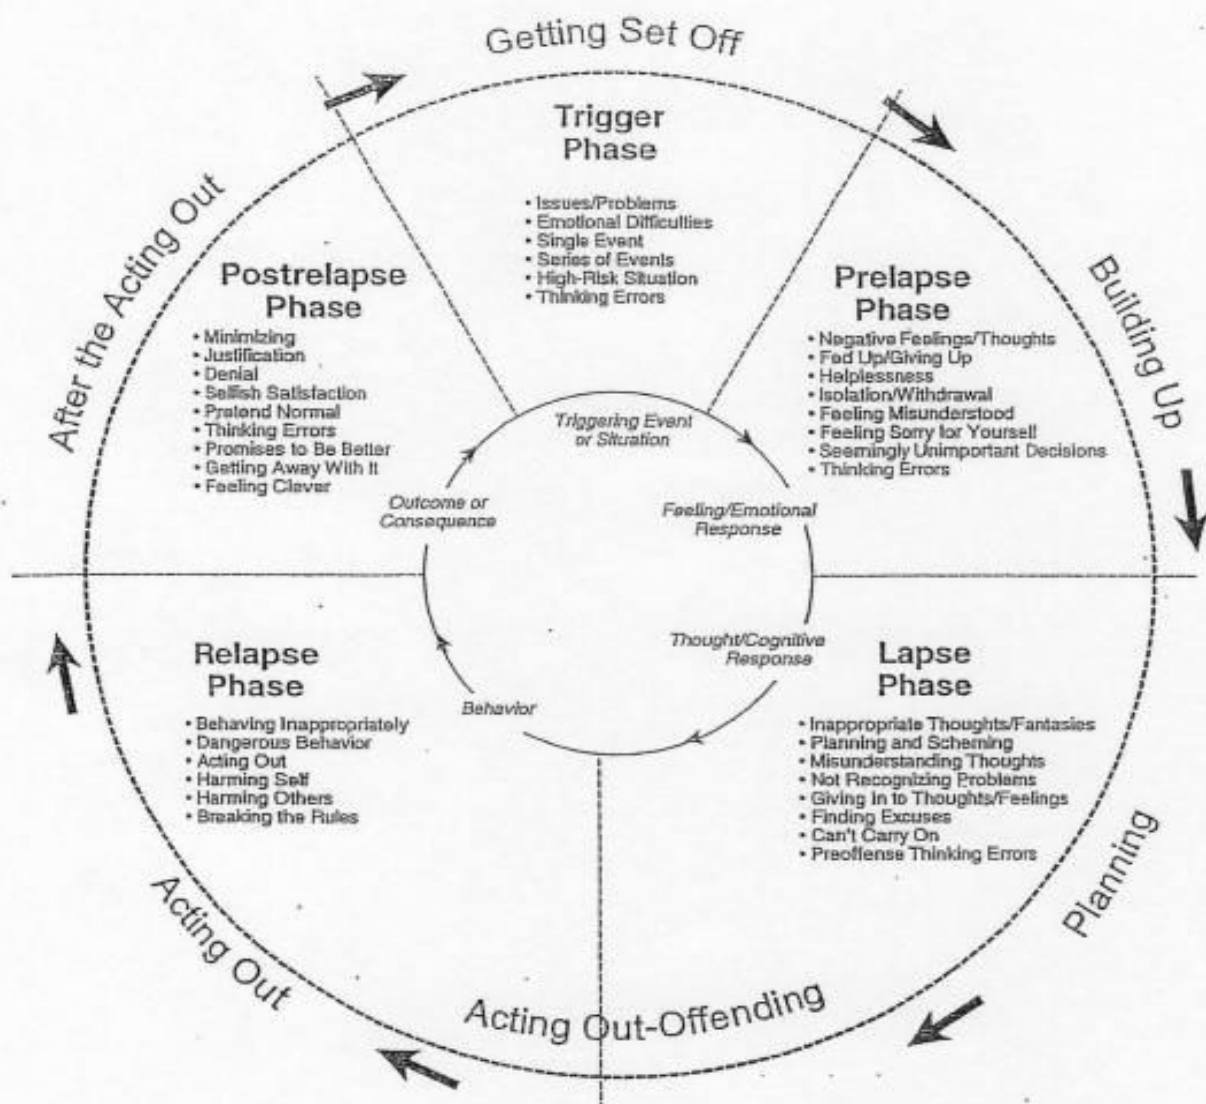 Getting Set Off
Trigger
Phase
• Issues/Problems
• Emotional Difficulties
• Single Event
• Series of Events
• High-Risk Situation
• Thinking Errors
Building Up
Prelapse
Phase
• Negative Feelings/Thoughts
• Fed Up/Giving Up
• Helplessness
• Isolation/Withdrawal
• Feeling Misunderstood
• Feeling Sorry for Yourself
• Seemingly Unimportant Decisions
• Thinking Errors
Planning
Lapse
Phase
• Inappropriate Thoughts/Fantasies
• Planning and Scheming
• Misunderstanding Thoughts
• Not Recognizing Problems
• Giving In to Thoughts/Feelings
• Finding Excuses
• Can't Carry On
• Preoffense Thinking Errors
Acting Out-Offending
Acting Out
Relapse
Phase
• Behaving Inappropriately
• Dangerous Behavior
• Acting Out
• Harming Self
• Harming Others
• Breaking the Rules
After the Acting Out
Postrelapse
Phase
• Minimizing
• Justification
• Denial
• Selfish Satisfaction
• Pretend Normal
• Thinking Errors
• Promises to Be Better
• Getting Away With It
• Feeling Clever
Triggering Event
or Situation
Feeling/Emotional
Response
Thought/Cognitive
Response
Behavior
Outcome or
Consequence